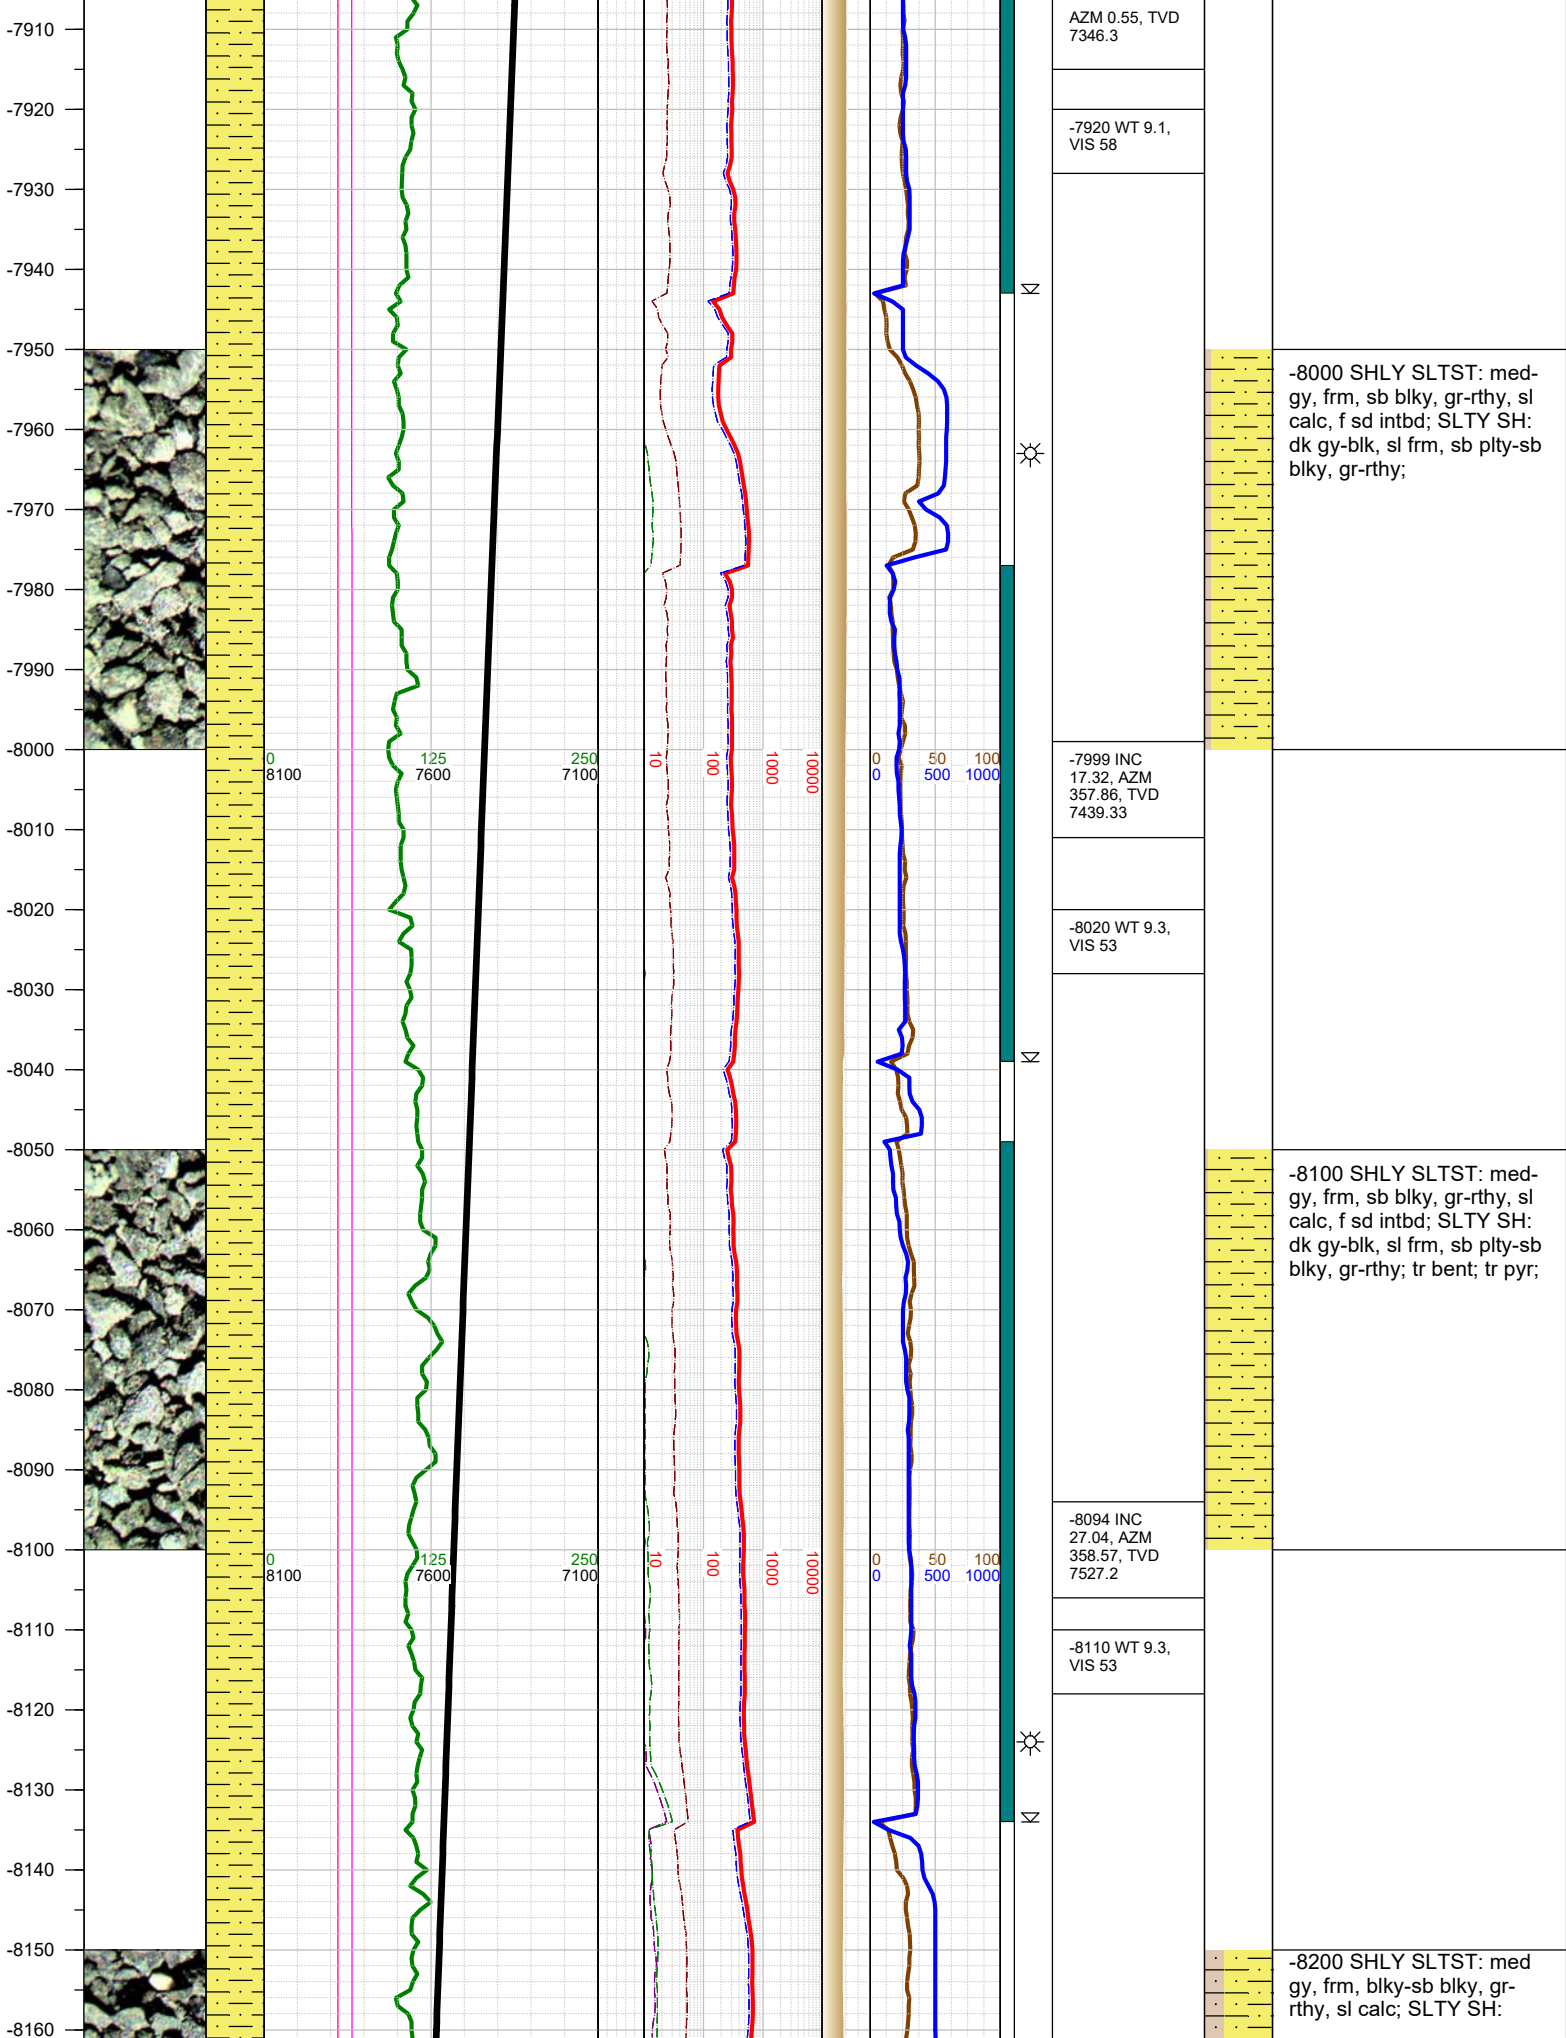 -7910
-7920
-7930
-7940
-7950
-7960
-7970
-7980
-7990
-8000
-8010
-8020
-8030
-8040
-8050
-8060
-8070
-8080
-8090
-8100
-8110
-8120
-8130
-8140
-8150
-8160
0 125 250
8100 7600 7100
10 100 1000 10000
0 50 100
0 500 1000
0 125 250
8100 7600 7100
10 100 1000 10000
0 50 100
0 500 1000
AZM 0.55, TVD
7346.3
-7920 WT 9.1,
VIS 58
-7999 INC
17.32, AZM
357.86, TVD
7439.33
-8020 WT 9.3,
VIS 53
-8094 INC
27.04, AZM
358.57, TVD
7527.2
-8110 WT 9.3,
VIS 53
-8000 SHLY SLTST: med-
gy, frm, sb blky, gr-rthy, sl
calc, f sd intbd; SLTY SH:
dk gy-blk, sl frm, sb plty-sb
blky, gr-rthy;
-8100 SHLY SLTST: med-
gy, frm, sb blky, gr-rthy, sl
calc, f sd intbd; SLTY SH:
dk gy-blk, sl frm, sb plty-sb
blky, gr-rthy; tr bent; tr pyr;
-8200 SHLY SLTST: med
gy, frm, blky-sb blky, gr-
rthy, sl calc; SLTY SH: